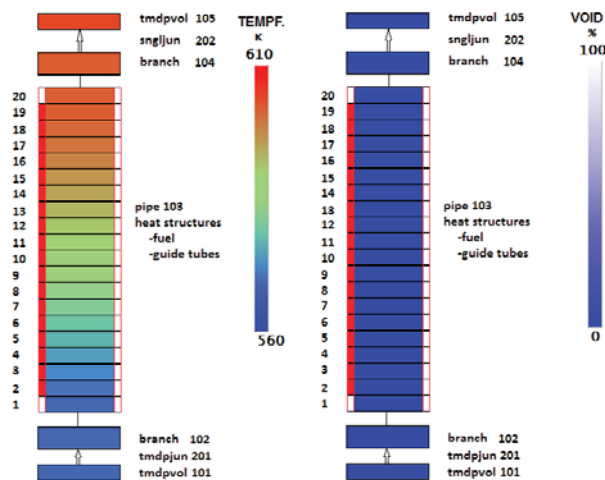 tmdpvol 105
sngljun 202
branch 104
TEMPF.
K
610
560
20
19
18
17
16
15
14
13
12
11
10
9
8
7
6
5
4
3
2
1
pipe 103
heat structures
-fuel
-guide tubes
branch 102
tmdpjun 201
tmdpvol 101
tmdpvol 105
sngljun 202
branch 104
VOID
%
100
0
20
19
18
17
16
15
14
13
12
11
10
9
8
7
6
5
4
3
2
1
pipe 103
heat structures
-fuel
-guide tubes
branch 102
tmdpjun 201
tmdpvol 101